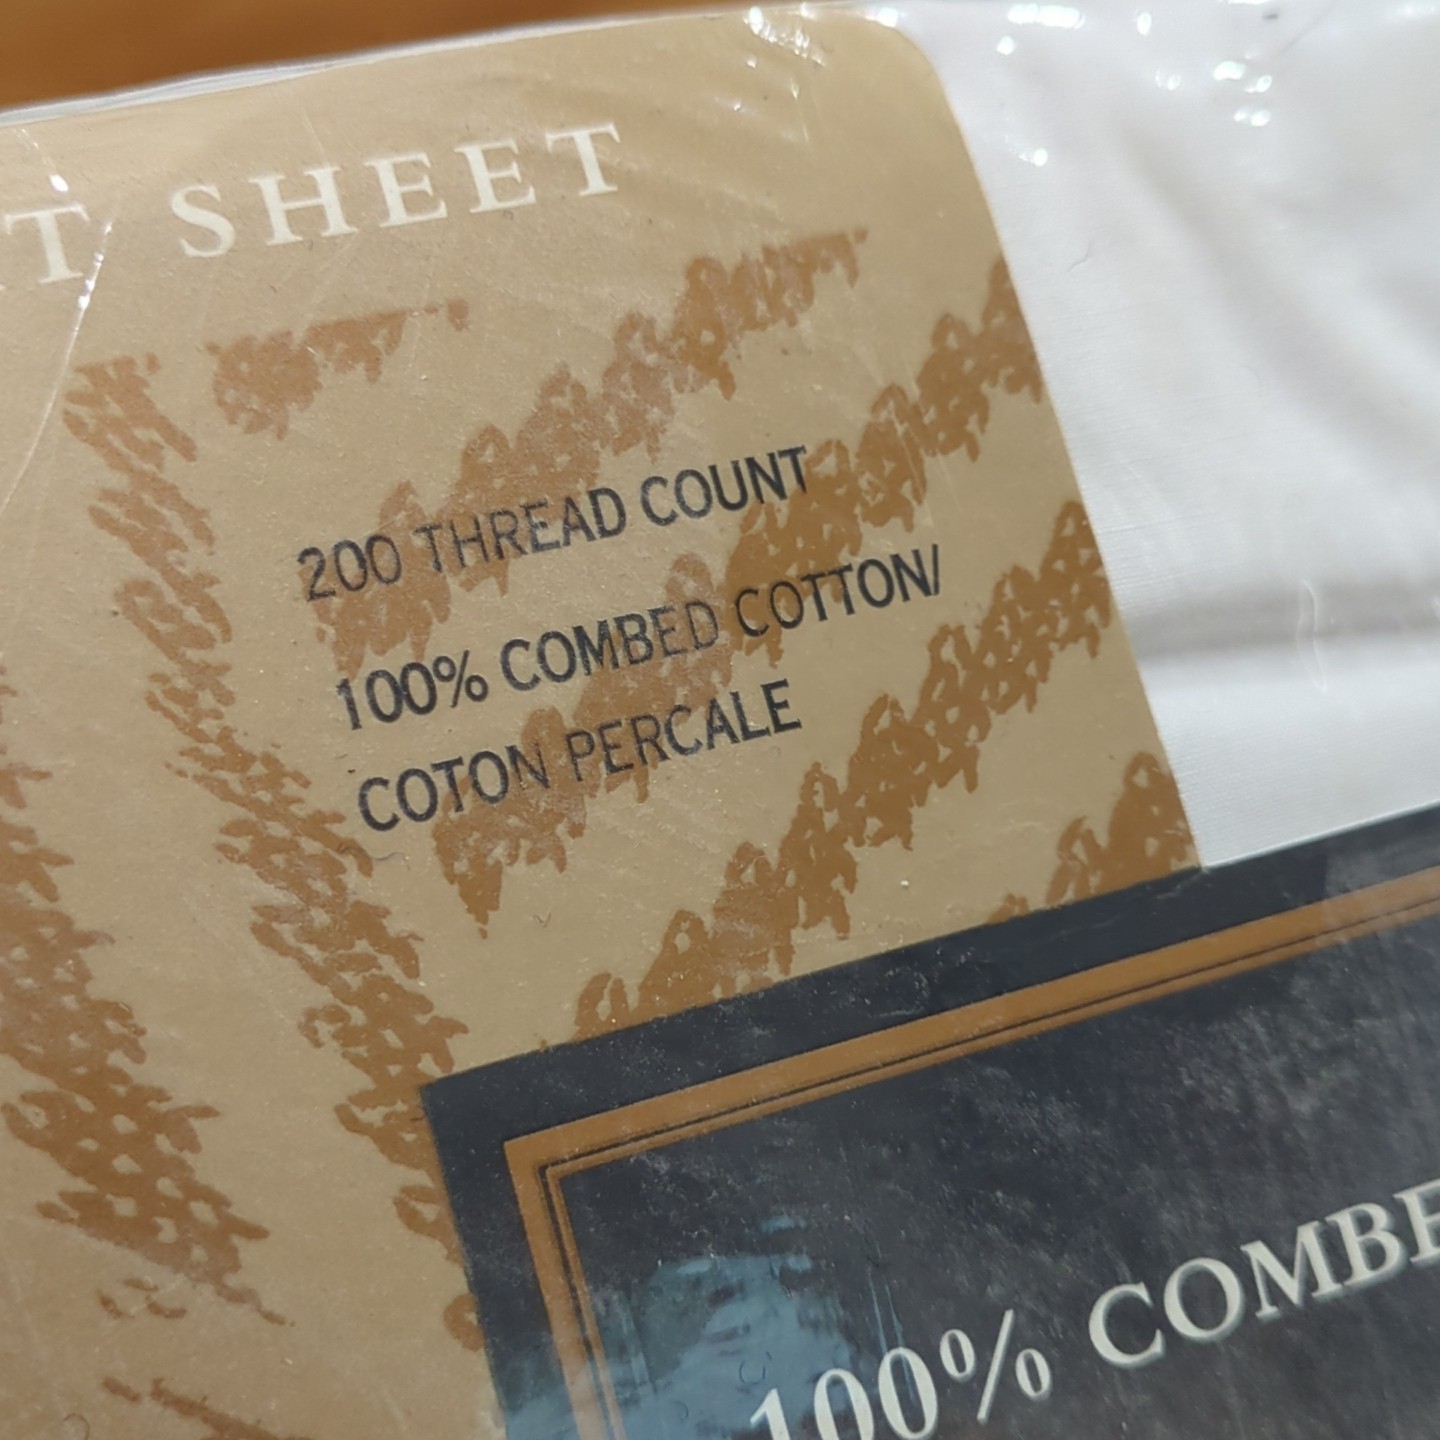 T SHEET
200 THREAD COUNT
100% COMBED COTTON/
COTON PERCALE
100% COMBE